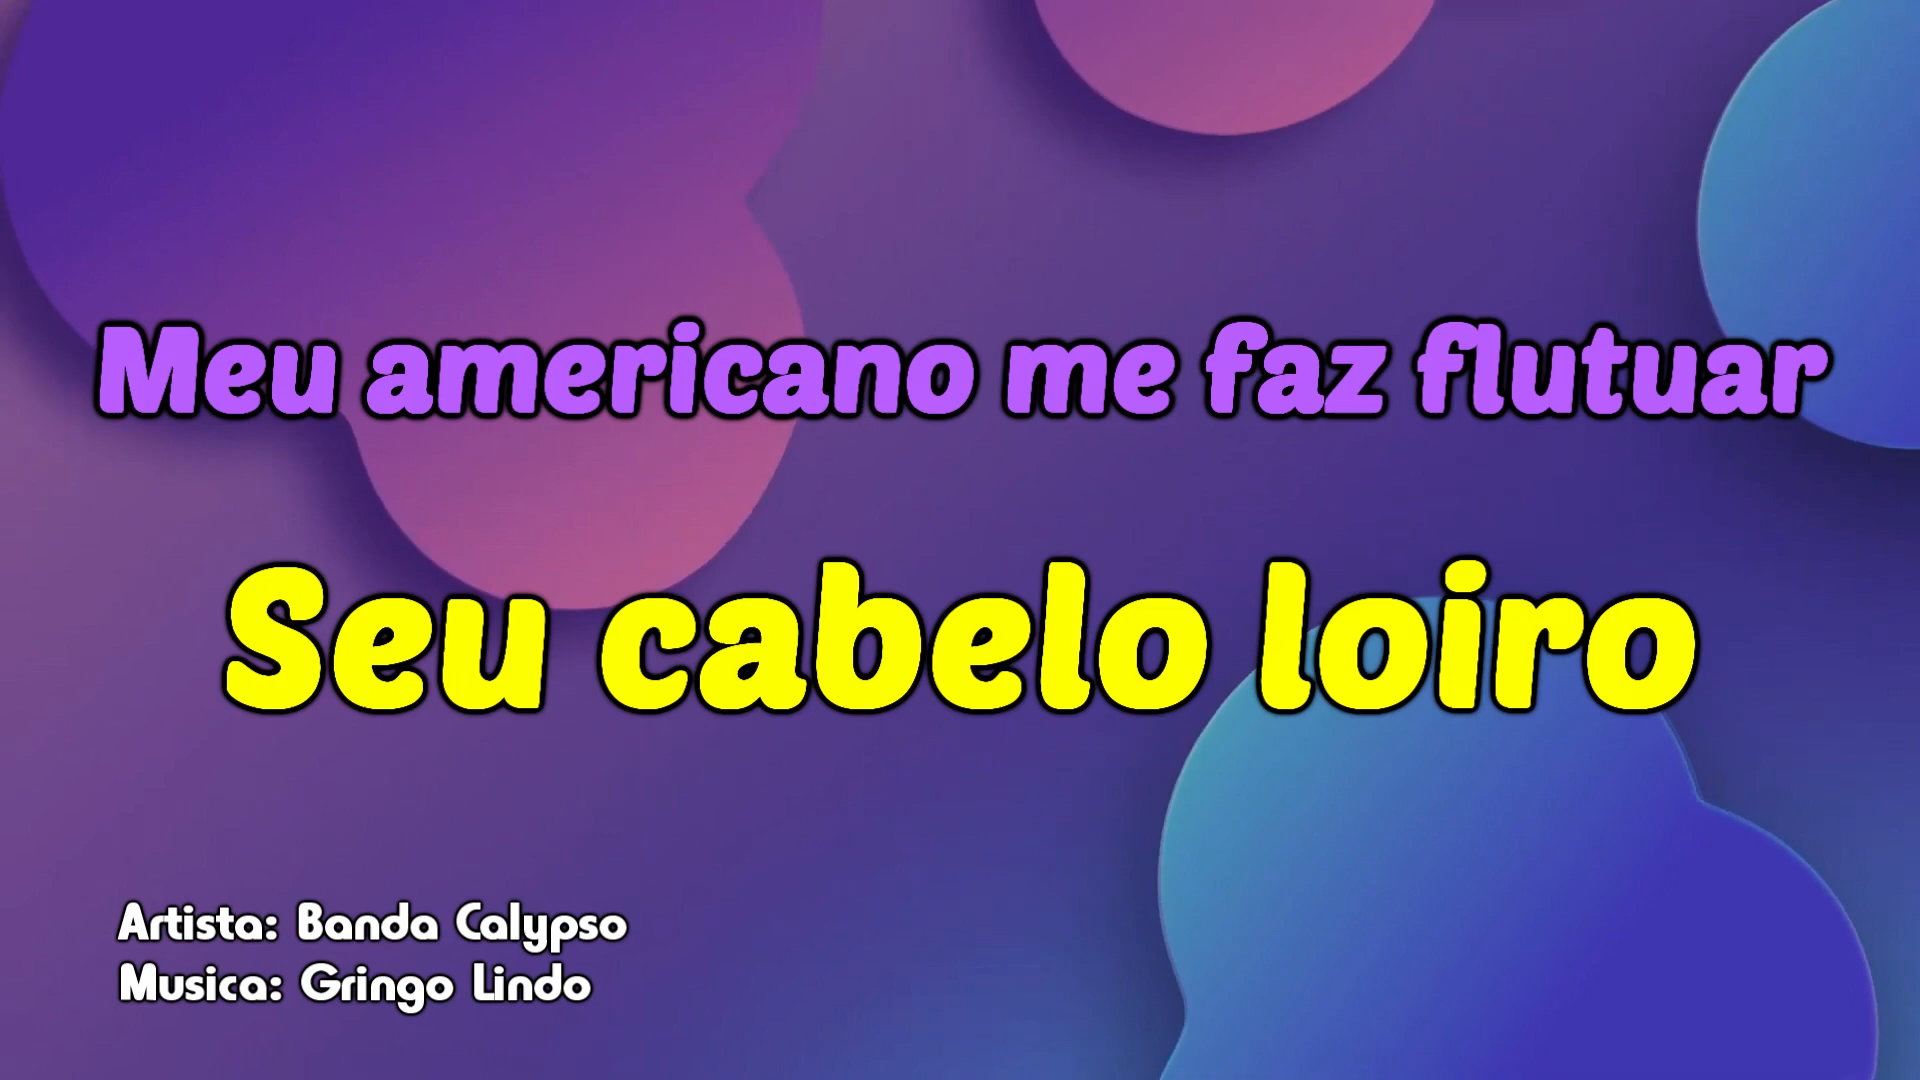 Meu americano me faz flutuar
Seu cabelo loiro
Artista: Banda Calypso
Musica: Gringo Lindo